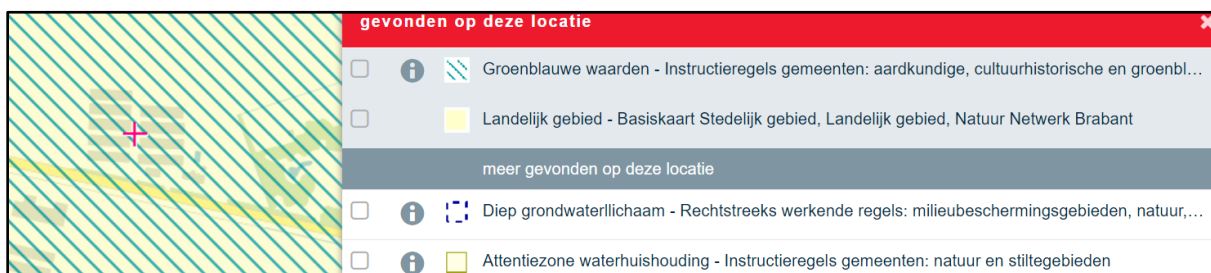 gevonden op deze locatie
Groenblauwe waarden - Instructieregels gemeenten: aardkundige, cultuurhistorische en groenbl...
Landelijk gebied - Basiskaart Stedelijk gebied, Landelijk gebied, Natuur Netwerk Brabant
meer gevonden op deze locatie
Diep grondwaterllichaam - Rechtstreeks werkende regels: milieubeschermingsgebieden, natuur,...
Attentiezone waterhuishouding - Instructieregels gemeenten: natuur en stiltegebieden